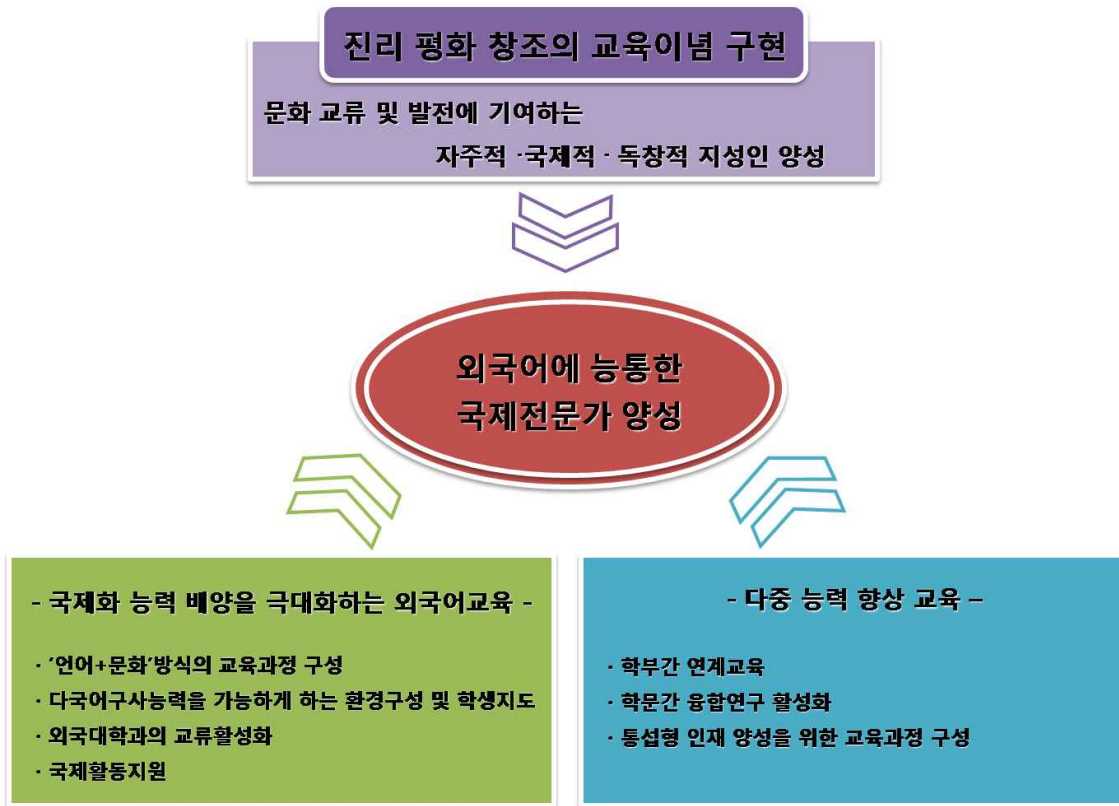 진리 평화 창조의 교육이념 구현
문화 교류 및 발전에 기여하는
자주적 ·국제적 · 독창적 지성인 양성
외국어에 능통한
국제전문가 양성
- 국제화 능력 배양을 극대화하는 외국어교육 -
· '언어+문화'방식의 교육과정 구성
· 다국어구사능력을 가능하게 하는 환경구성 및 학생지도
· 외국대학과의 교류활성화
· 국제활동지원
- 다중 능력 향상 교육 –
· 학부간 연계교육
· 학문간 융합연구 활성화
· 통섭형 인재 양성을 위한 교육과정 구성